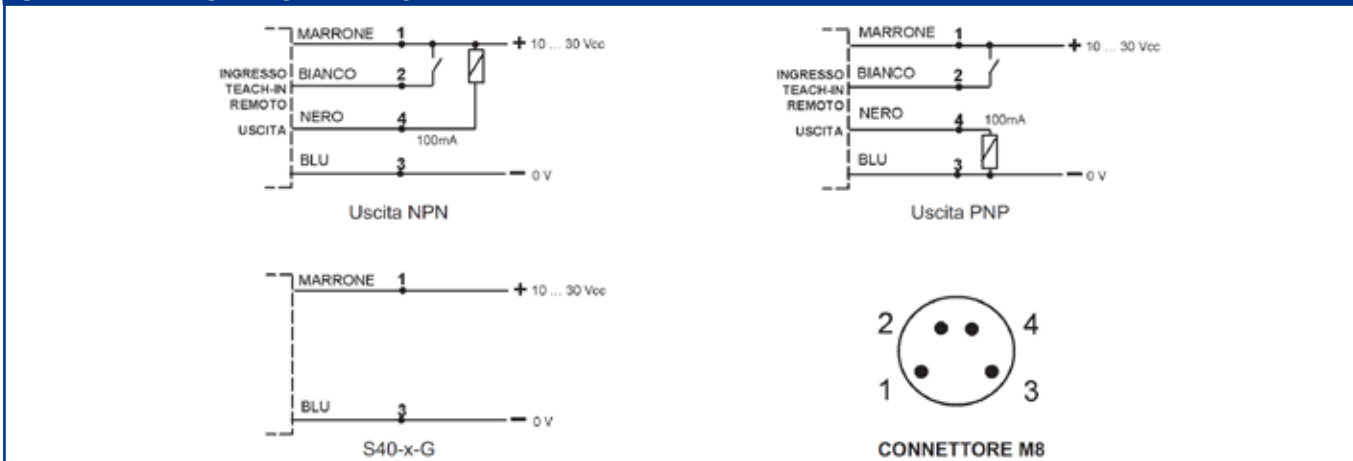 MARRONE 1
+ 10 ... 30 Vcc
INGRESSO TEACH-IN REMOTO
BIANCO 2
NERO 4
USCITA
100mA
BLU 3
− 0 V
Uscita NPN
MARRONE 1
+ 10 ... 30 Vcc
INGRESSO TEACH-IN REMOTO
BIANCO 2
NERO 4
USCITA
100mA
BLU 3
− 0 V
Uscita PNP
MARRONE 1
+ 10 ... 30 Vcc
BLU 3
− 0 V
S40-x-G
2 4
1 3
CONNETTORE M8